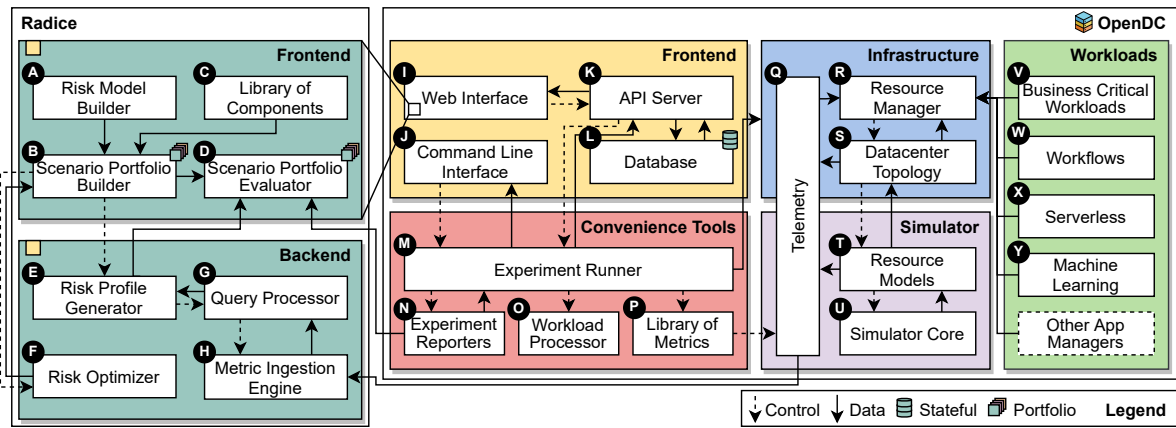 Radice
Frontend
A
Risk Model
Builder
C
Library of
Components
B
Scenario Portfolio
Builder
D
Scenario Portfolio
Evaluator
Backend
E
Risk Profile
Generator
G
Query Processor
F
Risk Optimizer
H
Metric Ingestion
Engine
OpenDC
Frontend
I
Web Interface
K
API Server
J
Command Line
Interface
L
Database
Convenience Tools
M
Experiment Runner
N
Experiment
Reporters
O
Workload
Processor
P
Library of
Metrics
Q
Telemetry
Infrastructure
R
Resource
Manager
S
Datacenter
Topology
Simulator
T
Resource
Models
U
Simulator Core
Workloads
V
Business Critical
Workloads
W
Workflows
X
Serverless
Y
Machine
Learning
Other App
Managers
Control
Data
Stateful
Portfolio
Legend